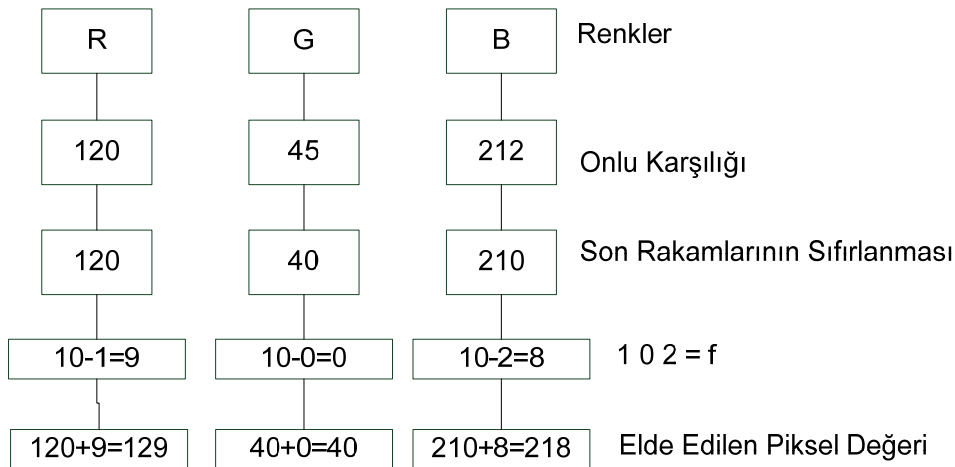 R G B Renkler
120 45 212 Onlu Karşılığı
120 40 210 Son Rakamlarının Sıfırlanması
10-1=9 10-0=0 10-2=8 1 0 2 = f
120+9=129 40+0=40 210+8=218 Elde Edilen Piksel Değeri